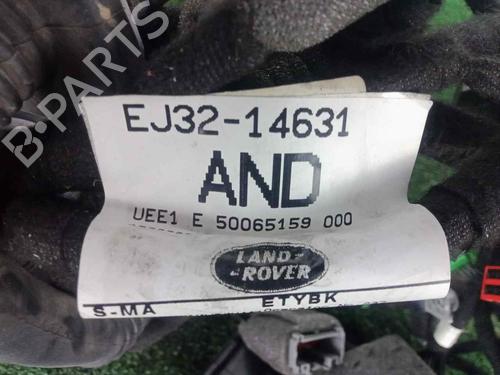 EJ32-14631
AND
UEE1 E 50065159 000
LAND-
-ROVER
S-MA ETYBK
B-PARTS